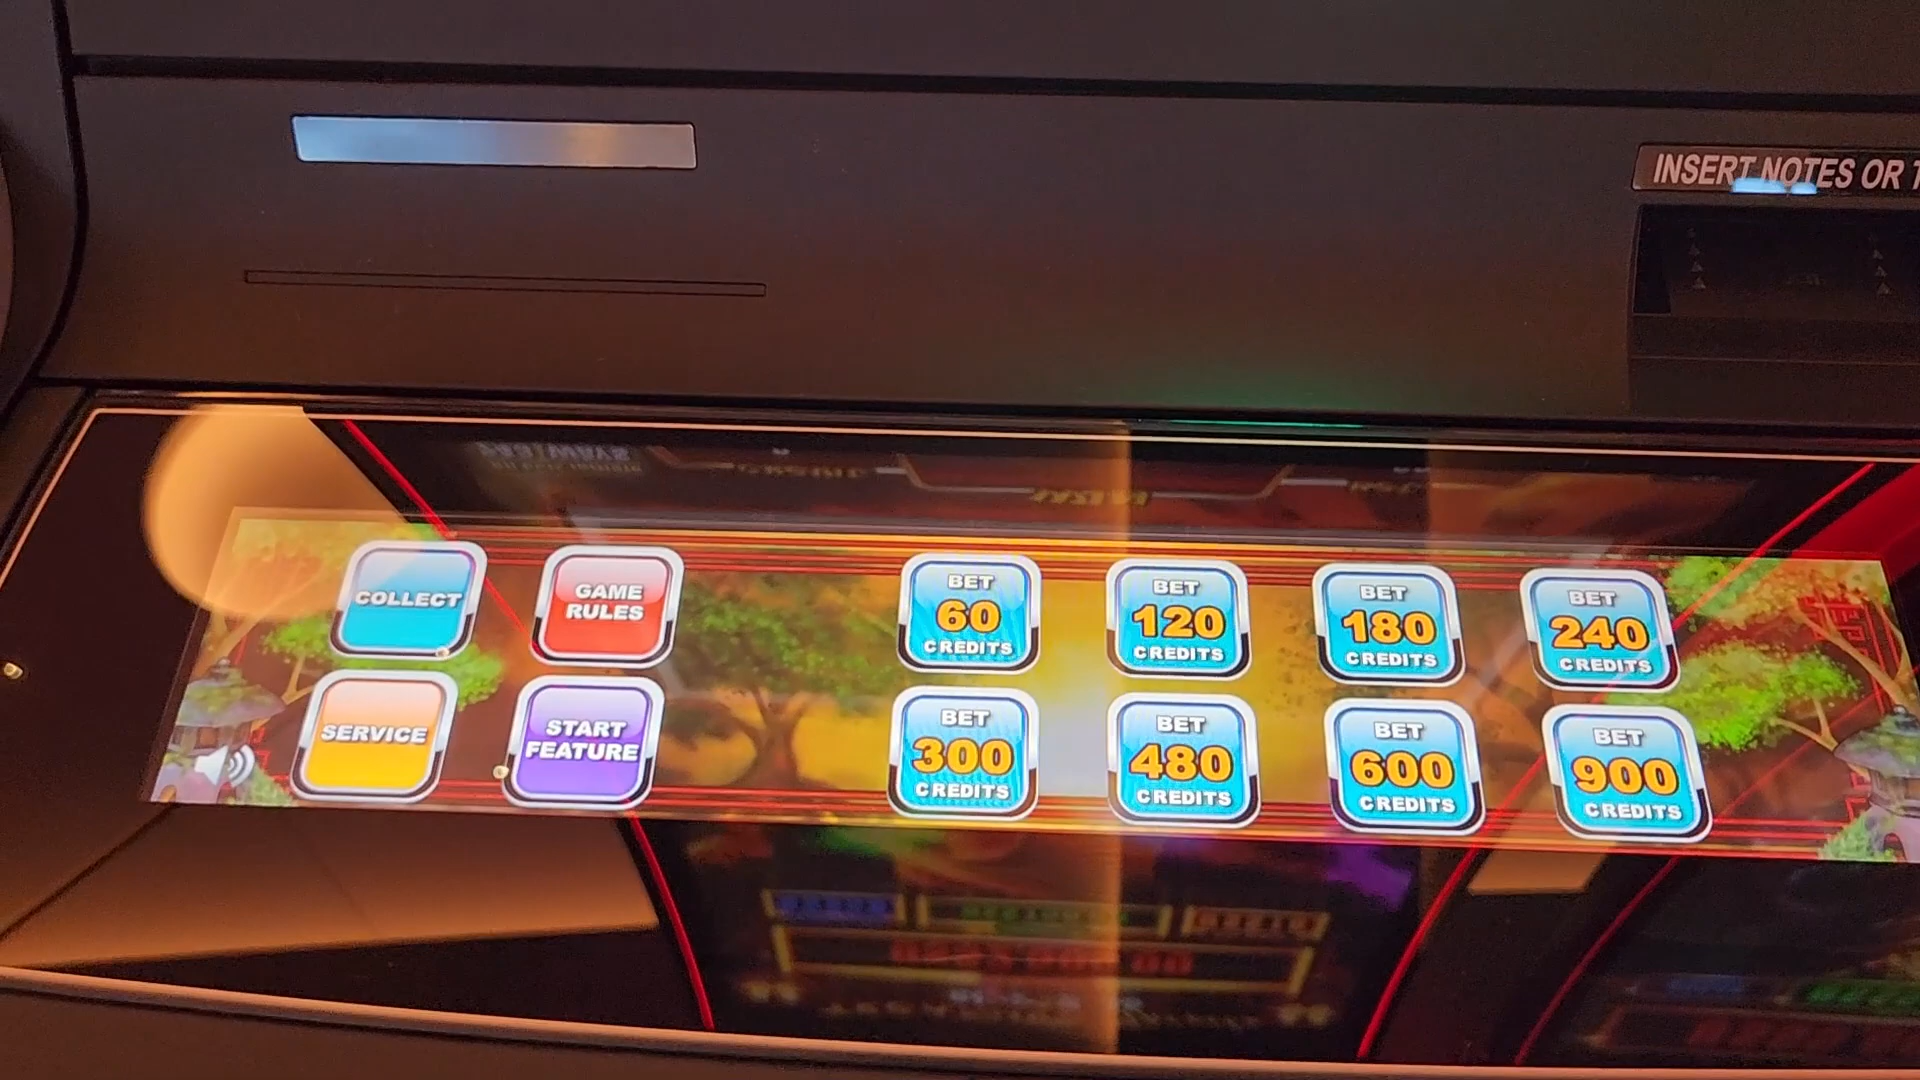 INSERT NOTES OR
COLLECT
GAME
RULES
BET
60
CREDITS
BET
120
CREDITS
BET
180
CREDITS
BET
240
CREDITS
SERVICE
START
FEATURE
BET
300
CREDITS
BET
480
CREDITS
BET
600
CREDITS
BET
900
CREDITS